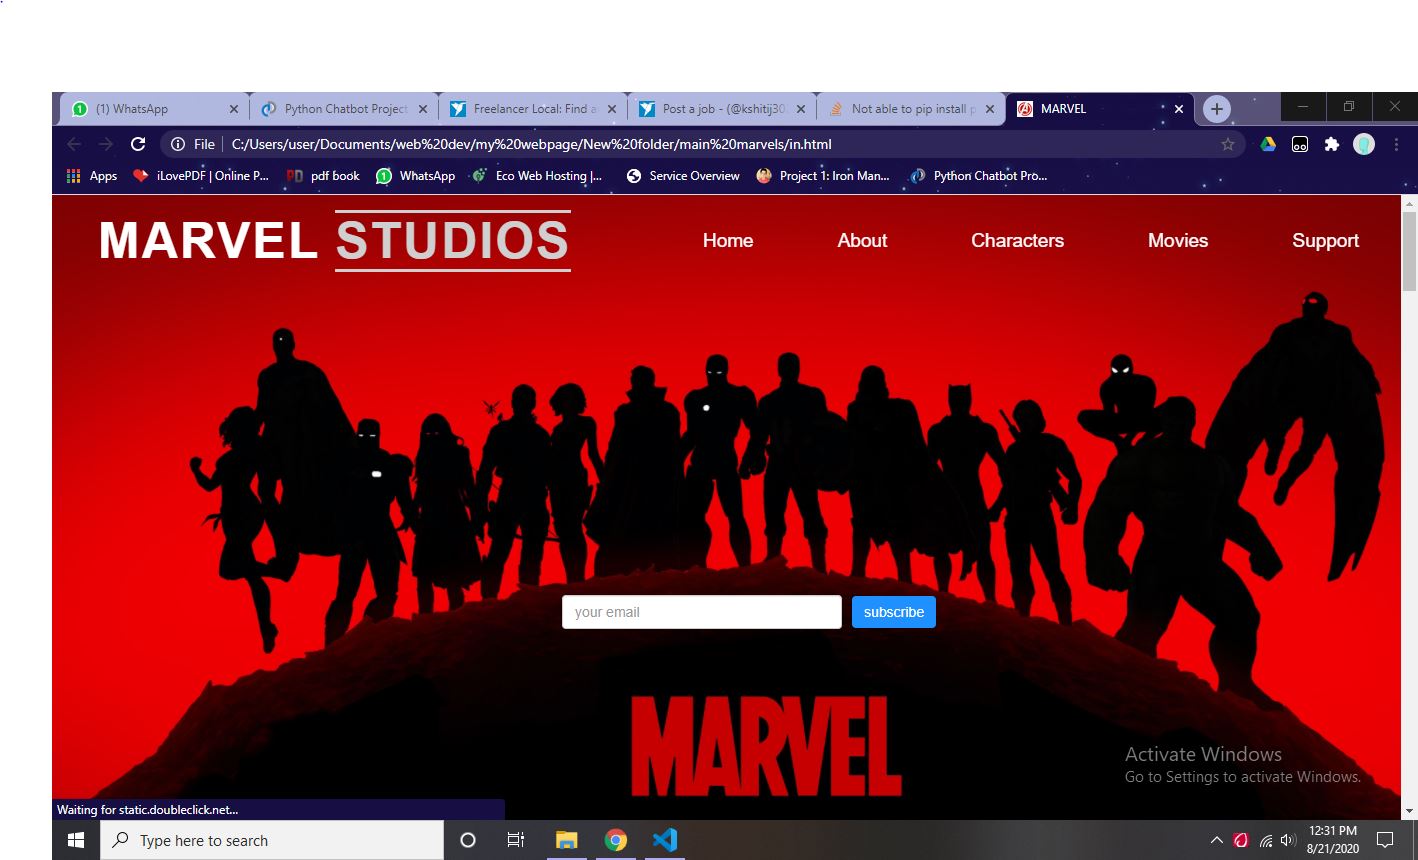 (1) WhatsApp
Python Chatbot Project
Freelancer Local: Find a
Post a job - (@kshitij30
Not able to pip install p
MARVEL
File
C:/Users/user/Documents/web%20dev/my%20webpage/New%20folder/main%20marvels/in.html
Apps
iLovePDF | Online P...
PD
pdf book
WhatsApp
Eco Web Hosting |...
Service Overview
Project 1: Iron Man...
Python Chatbot Pro...
MARVEL STUDIOS
Home
About
Characters
Movies
Support
your email
subscribe
MARVEL
Activate Windows
Go to Settings to activate Windows.
Waiting for static.doubleclick.net...
Type here to search
12:31 PM
8/21/2020